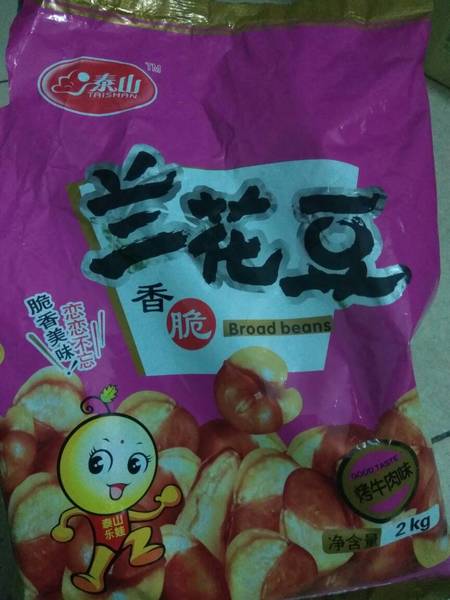 泰山
TAISHAN
TM
兰花豆
香脆
Broad beans
脆香美味!
恋恋不忘
GOOD TASTE
烤牛肉味
净含量 2kg
泰山
乐娃